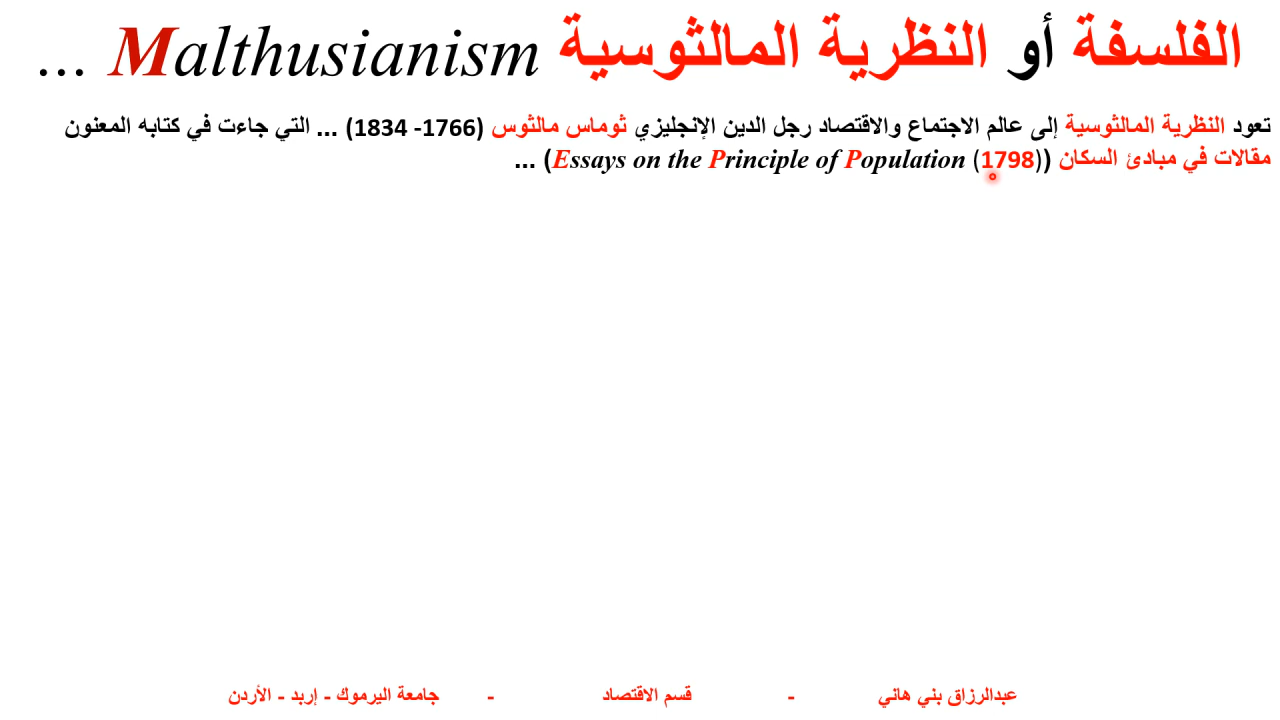 الفلسفة أو النظرية المالثوسية Malthusianism ...
تعود النظرية المالثوسية إلى عالم الاجتماع والاقتصاد رجل الدين الإنجليزي ثوماس مالثوس (1766- 1834) ... التي جاءت في كتابه المعنون
مقالات في مبادئ السكان (Essays on the Principle of Population (1798)) ...
عبدالرزاق بني هاني - قسم الاقتصاد - جامعة اليرموك - إربد - الأردن